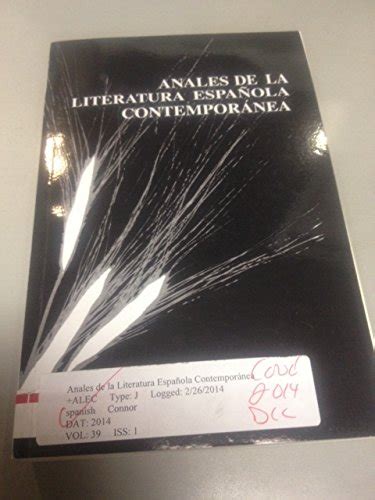 ANALES DE LA
LITERATURA ESPAÑOLA
CONTEMPORÁNEA
Anales de la Literatura Española Contemporánea
+ALEC Type: J Logged: 2/26/2014
spanish Connor
DAT: 2014
VOL: 39 ISS: 1
2014